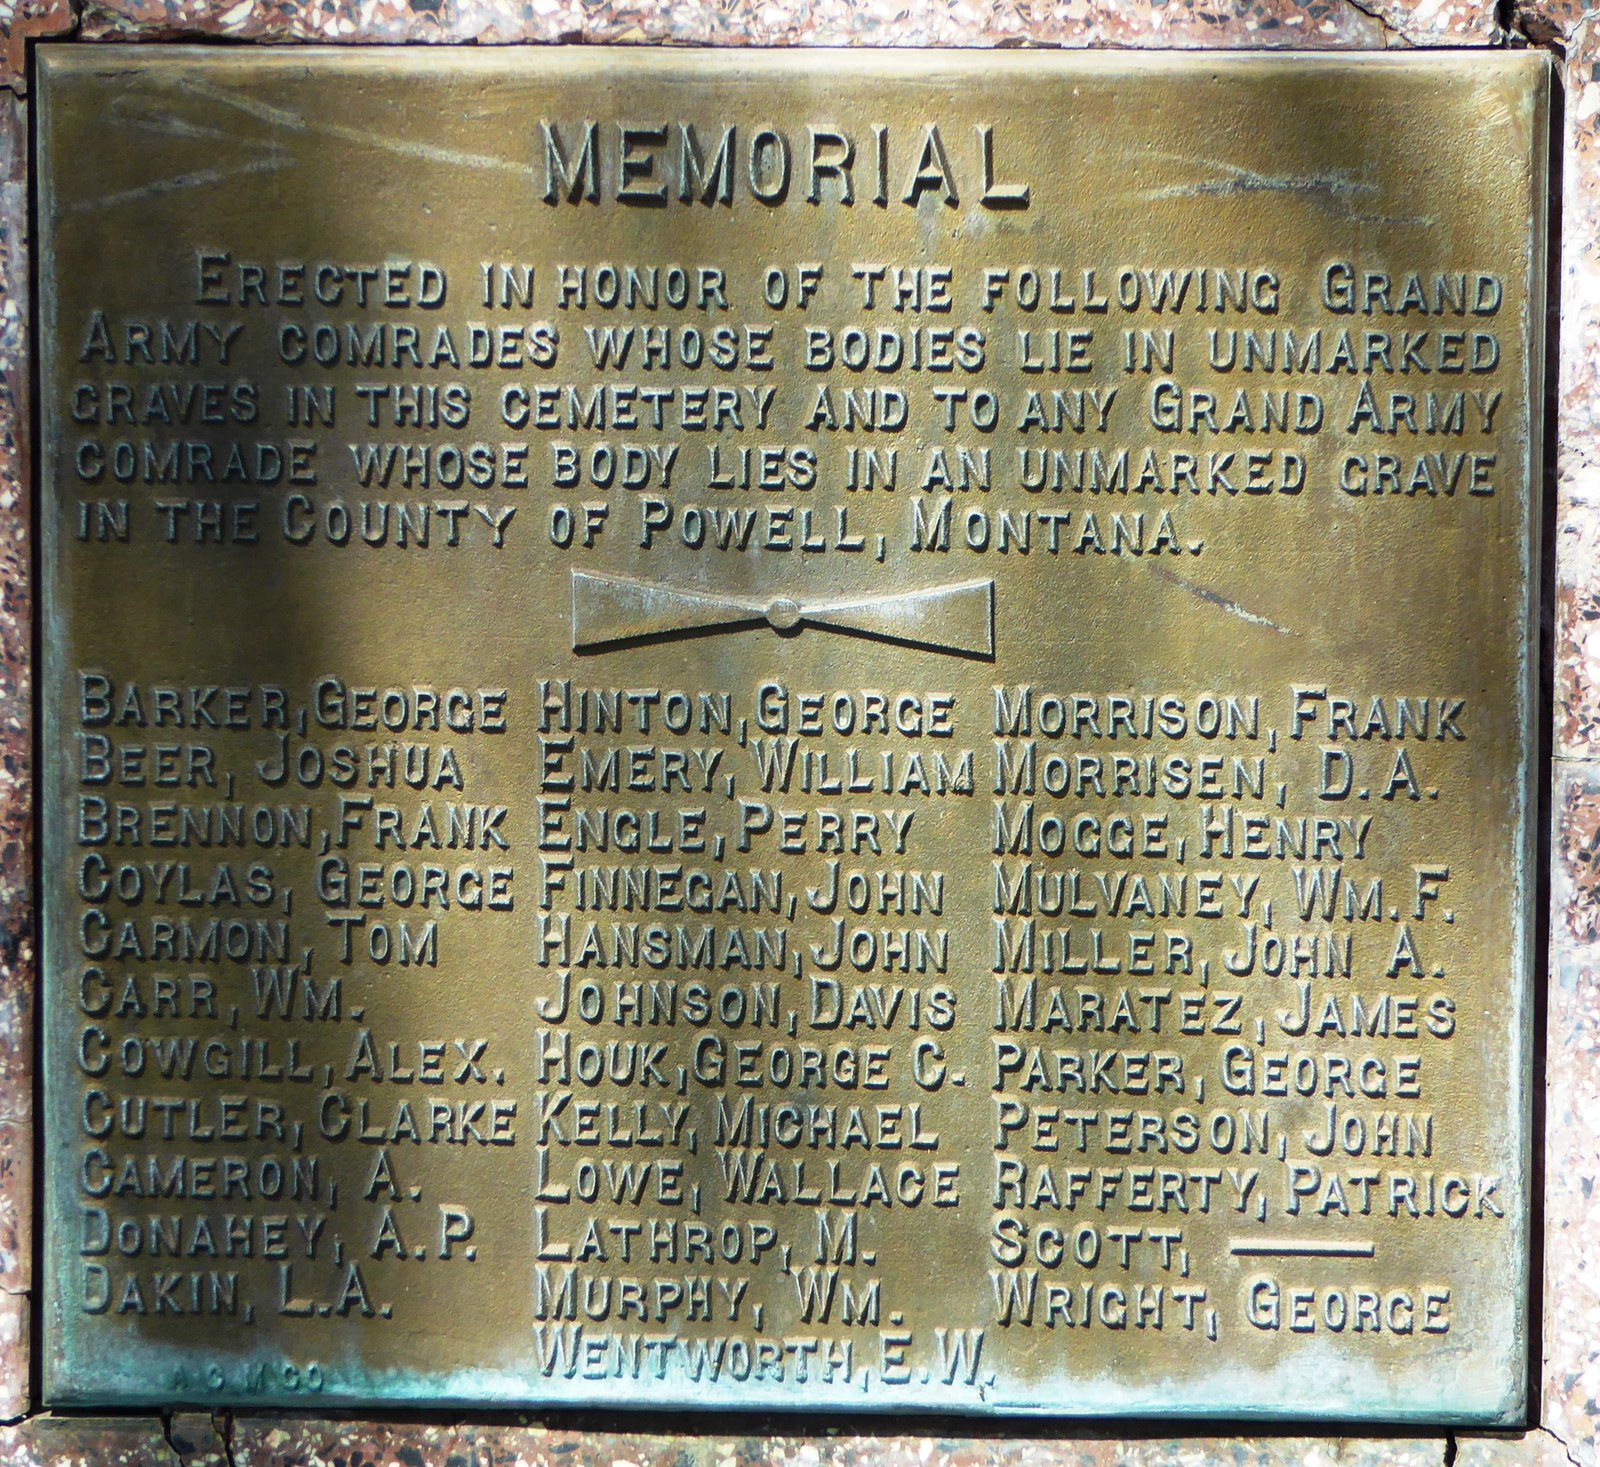 MEMORIAL
ERECTED IN HONOR OF THE FOLLOWING GRAND
ARMY COMRADES WHOSE BODIES LIE IN UNMARKED
GRAVES IN THIS CEMETERY AND TO ANY GRAND ARMY
COMRADE WHOSE BODY LIES IN AN UNMARKED GRAVE
IN THE COUNTY OF POWELL, MONTANA.
BARKER, GEORGE
BEER, JOSHUA
BRENNON, FRANK
COYLAS, GEORGE
CARMON, TOM
CARR, WM.
COWGILL, ALEX.
CUTLER, CLARKE
CAMERON, A.
DONAHEY, A.P.
DAKIN, L.A.
HINTON, GEORGE
EMERY, WILLIAM
ENGLE, PERRY
FINNEGAN, JOHN
HANSMAN, JOHN
JOHNSON, DAVIS
HOUK, GEORGE C.
KELLY, MICHAEL
LOWE, WALLACE
LATHROP, M.
MURPHY, WM.
WENTWORTH, E.W.
MORRISON, FRANK
MORRISEN, D.A.
MOGGE, HENRY
MULVANEY, WM. F.
MILLER, JOHN A.
MARATEZ, JAMES
PARKER, GEORGE
PETERSON, JOHN
RAFFERTY, PATRICK
SCOTT, ———
WRIGHT, GEORGE